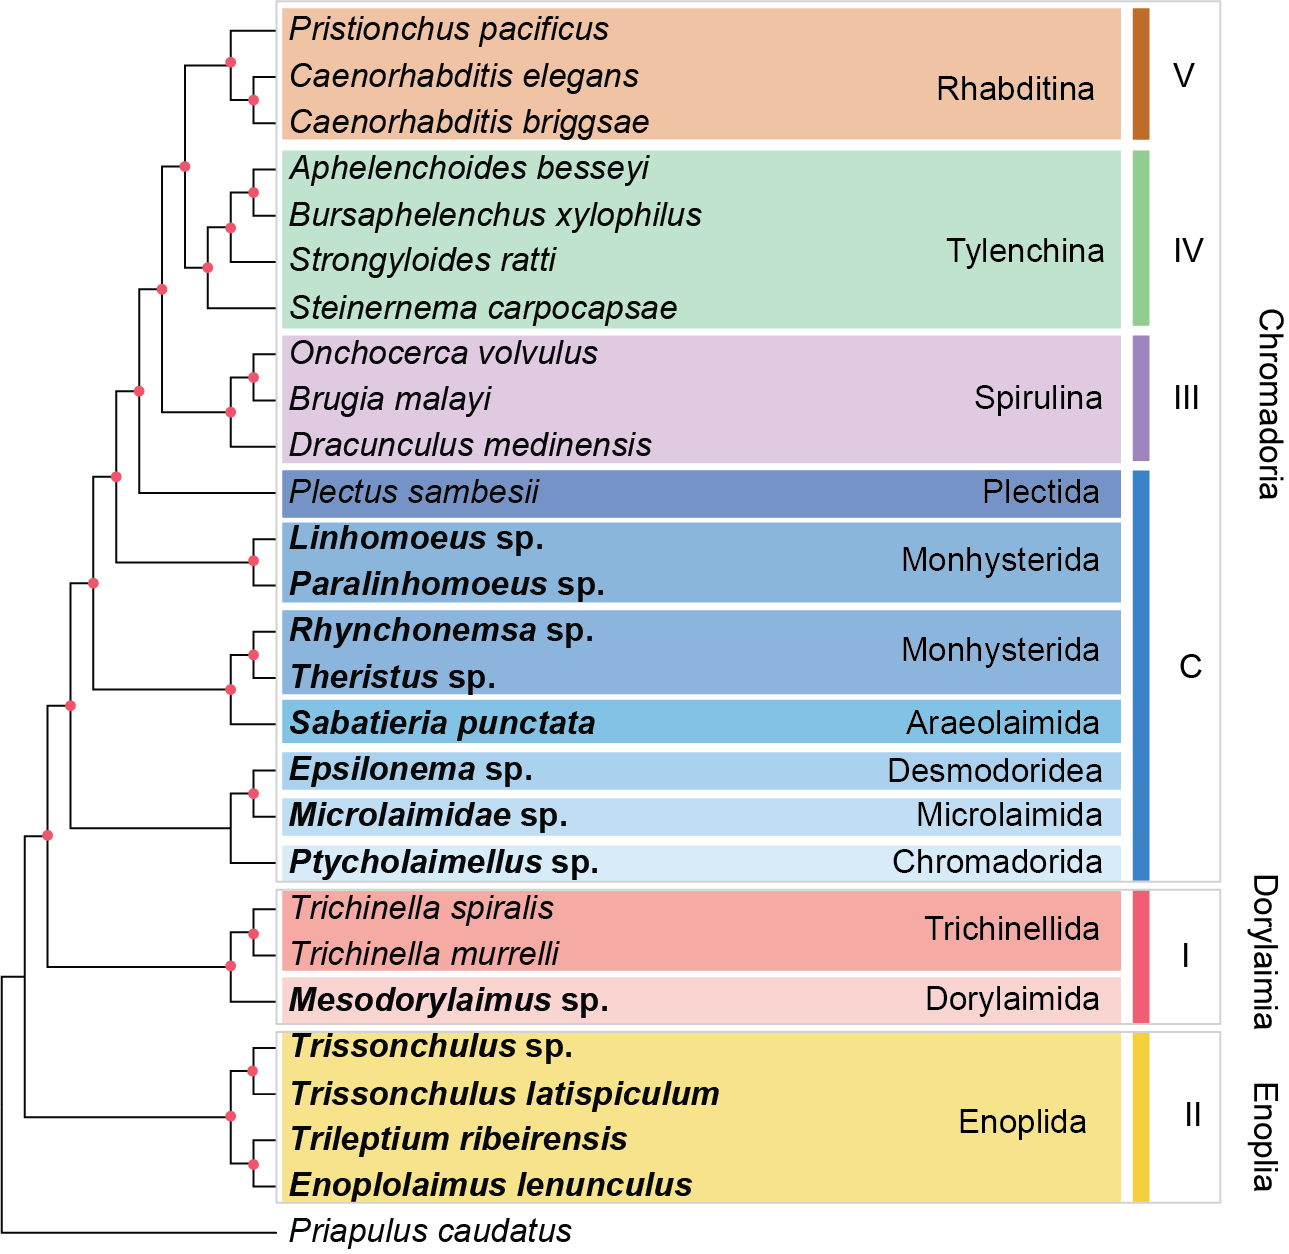 Pristionchus pacificus
Caenorhabditis elegans
Rhabditina
V
Caenorhabditis briggsae
Aphelenchoides besseyi
Bursaphelenchus xylophilus
Tylenchina
IV
Strongyloides ratti
Steinernema carpocapsae
Onchocerca volvulus
Brugia malayi
Spirulina
III
Dracunculus medinensis
Plectus sambesii
Plectida
Linhomoeus sp.
Monhysterida
Paralinhomoeus sp.
Rhynchonemsa sp.
Monhysterida
Theristus sp.
C
Sabatieria punctata
Araeolaimida
Epsilonema sp.
Desmodoridea
Microlaimidae sp.
Microlaimida
Ptycholaimellus sp.
Chromadorida
Chromadoria
Trichinella spiralis
Trichinellida
Trichinella murrelli
I
Mesodorylaimus sp.
Dorylaimida
Dorylaimia
Trissonchulus sp.
Trissonchulus latispiculum
Enoplida
II
Trileptium ribeirensis
Enoplolaimus lenunculus
Enoplia
Priapulus caudatus